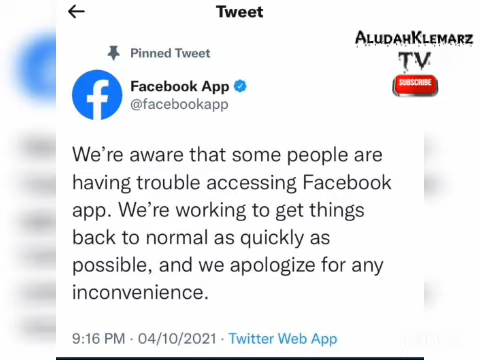 Tweet
AludahKlemarz
TV
SUBSCRIBE
Pinned Tweet
Facebook App
@facebookapp
We're aware that some people are
having trouble accessing Facebook
app. We're working to get things
back to normal as quickly as
possible, and we apologize for any
inconvenience.
9:16 PM · 04/10/2021 · Twitter Web App